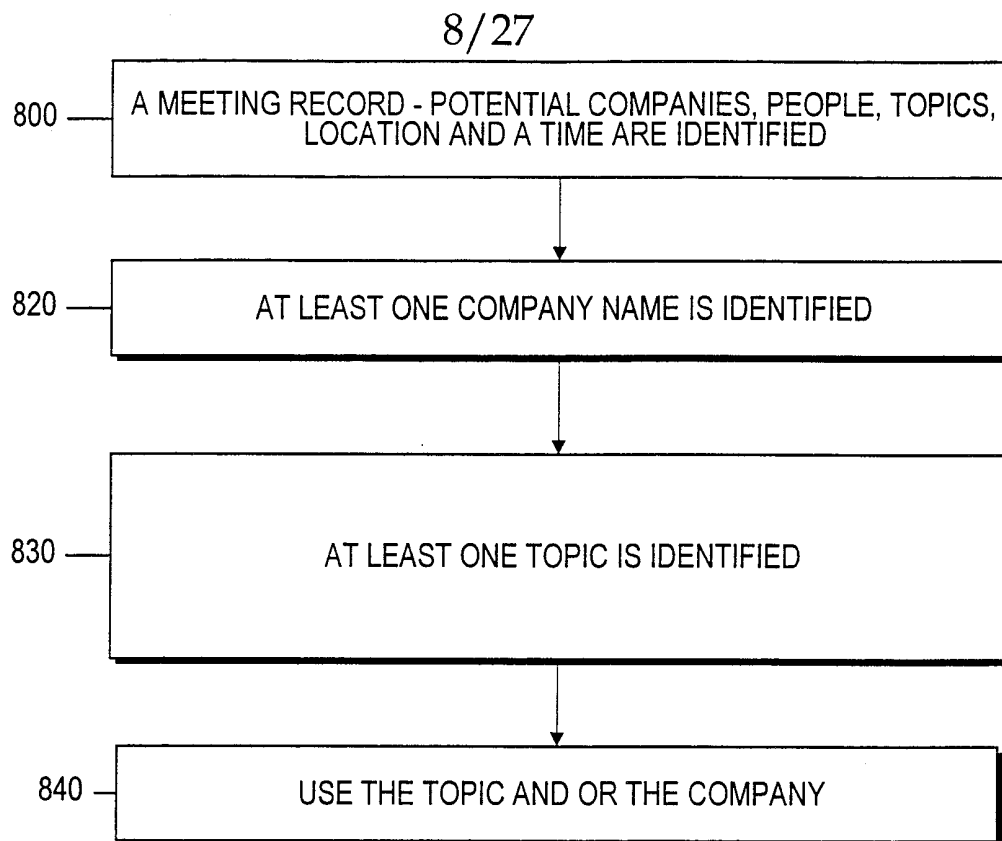 8/27
800
A MEETING RECORD - POTENTIAL COMPANIES, PEOPLE, TOPICS,
LOCATION AND A TIME ARE IDENTIFIED
820
AT LEAST ONE COMPANY NAME IS IDENTIFIED
830
AT LEAST ONE TOPIC IS IDENTIFIED
840
USE THE TOPIC AND OR THE COMPANY